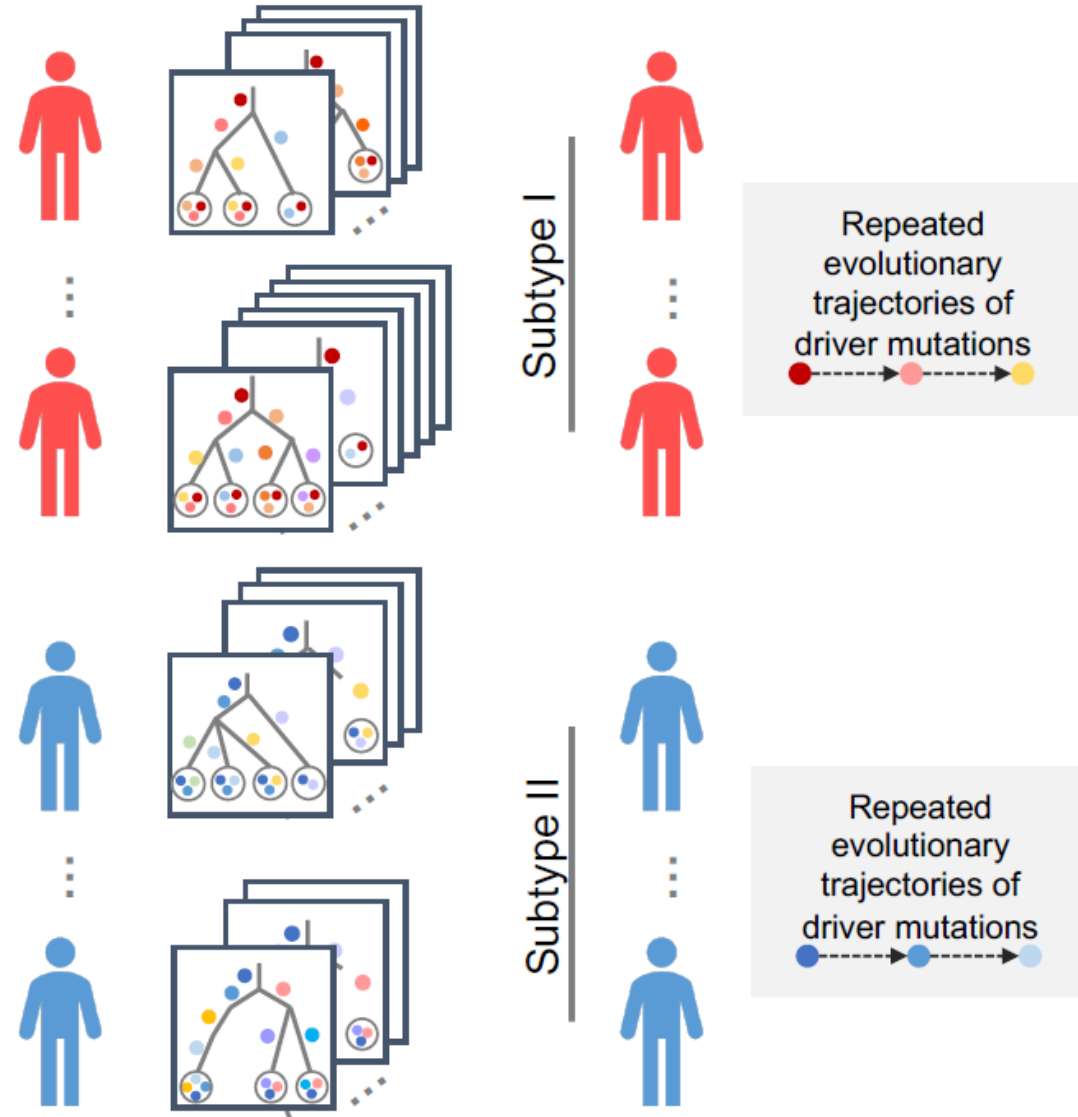 Subtype I
Repeated
evolutionary
trajectories of
driver mutations
Subtype II
Repeated
evolutionary
trajectories of
driver mutations